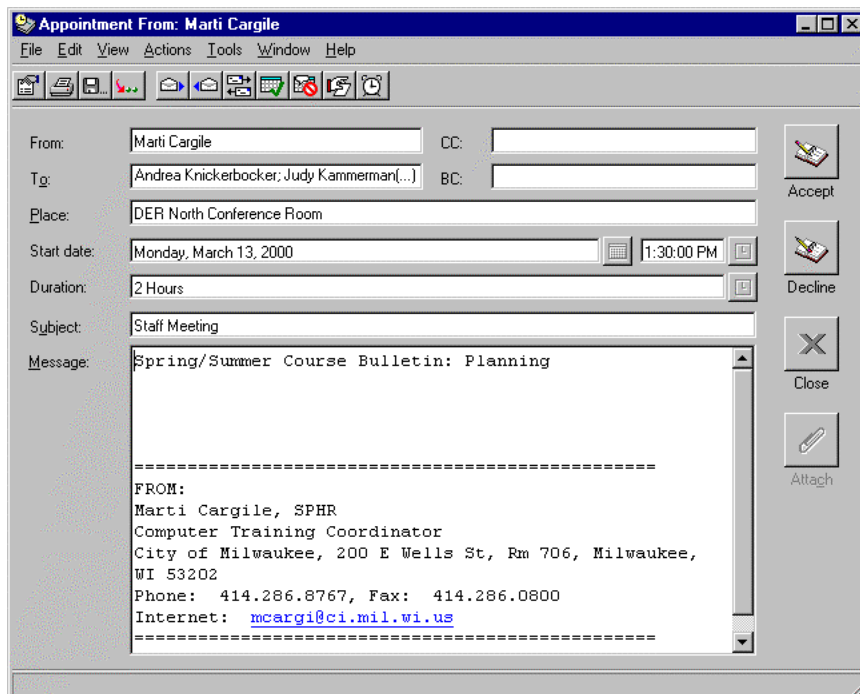 Appointment From: Marti Cargile
File Edit View Actions Tools Window Help
From: Marti Cargile CC:
To: Andrea Knickerbocker; Judy Kammerman(...) BC:
Accept
Place: DER North Conference Room
Start date: Monday, March 13, 2000 1:30:00 PM
Duration: 2 Hours
Decline
Subject: Staff Meeting
Message: Spring/Summer Course Bulletin: Planning
Close
=================================================
Attach
FROM:
Marti Cargile, SPHR
Computer Training Coordinator
City of Milwaukee, 200 E Wells St, Rm 706, Milwaukee,
WI 53202
Phone: 414.286.8767, Fax: 414.286.0800
Internet: mcargi@ci.mil.wi.us
=================================================